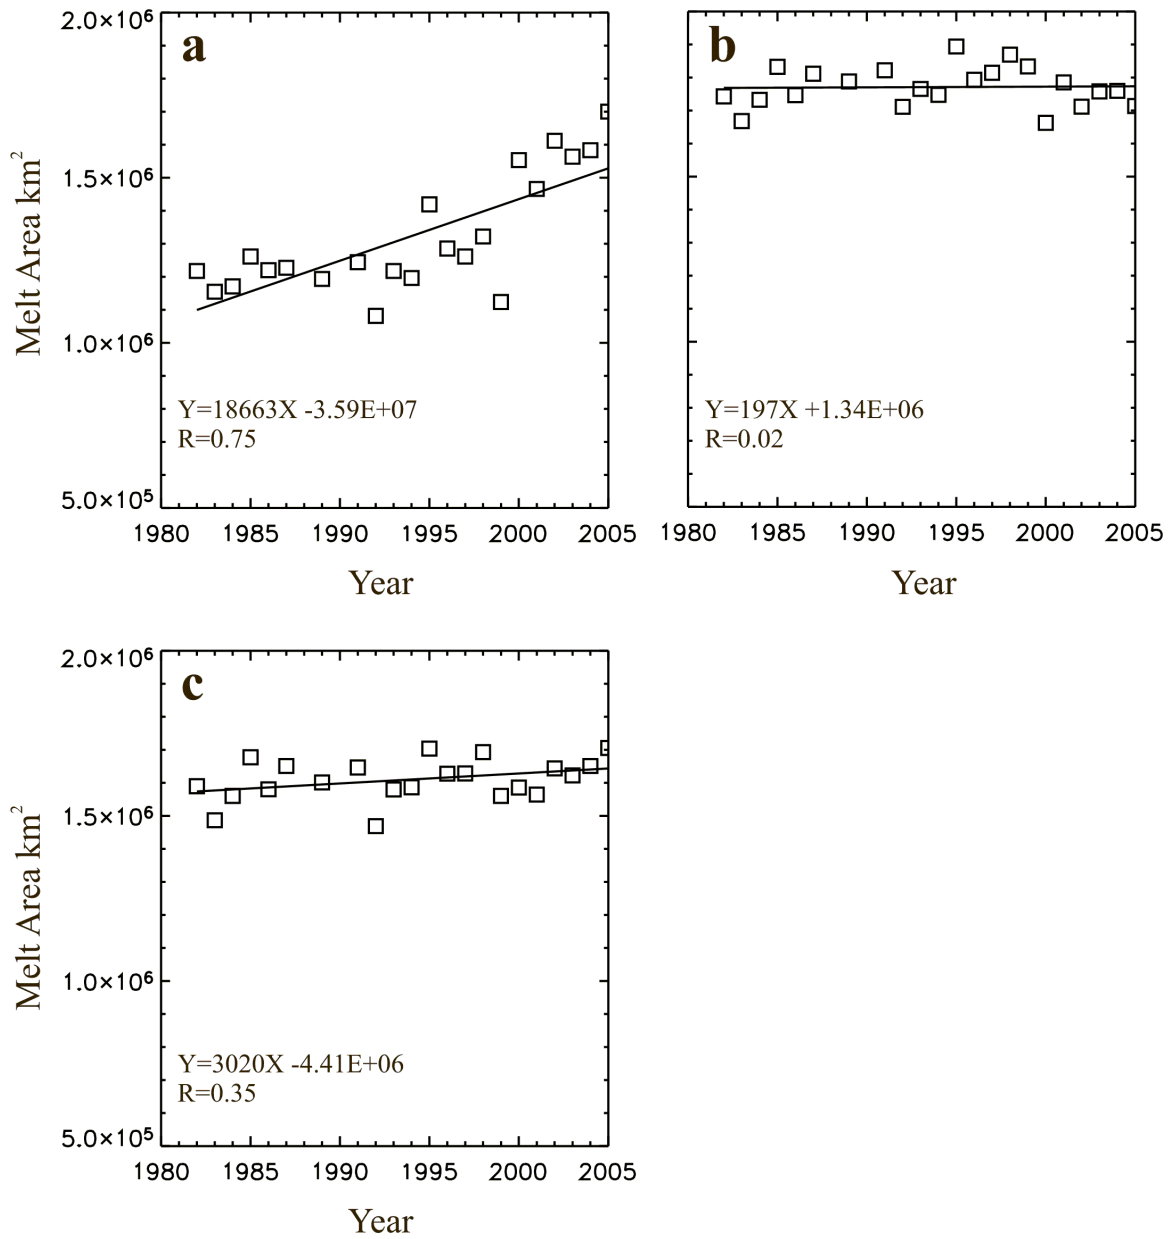 a
2.0×10⁶
1.5×10⁶
1.0×10⁶
5.0×10⁵
Melt Area km²
Y=18663X -3.59E+07
R=0.75
1980 1985 1990 1995 2000 2005
Year
b
Y=197X +1.34E+06
R=0.02
1980 1985 1990 1995 2000 2005
Year
c
2.0×10⁶
1.5×10⁶
1.0×10⁶
5.0×10⁵
Melt Area km²
Y=3020X -4.41E+06
R=0.35
1980 1985 1990 1995 2000 2005
Year